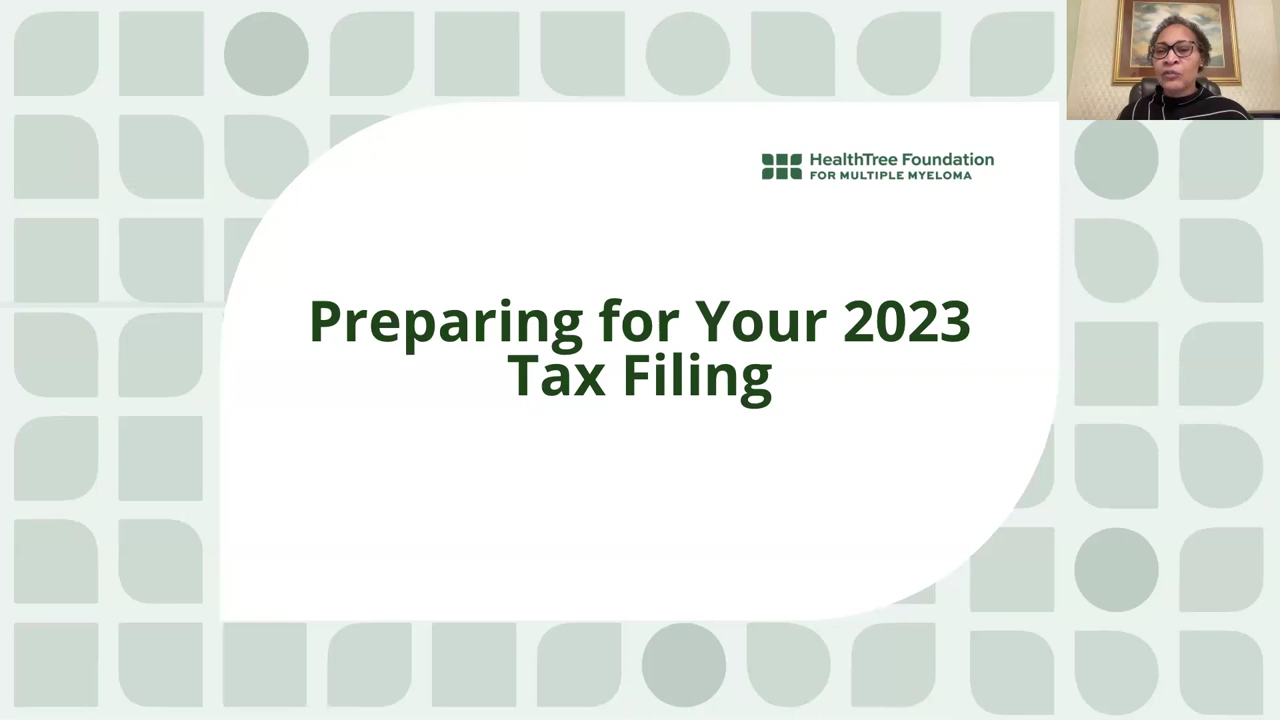 HealthTree Foundation
FOR MULTIPLE MYELOMA
Preparing for Your 2023
Tax Filing